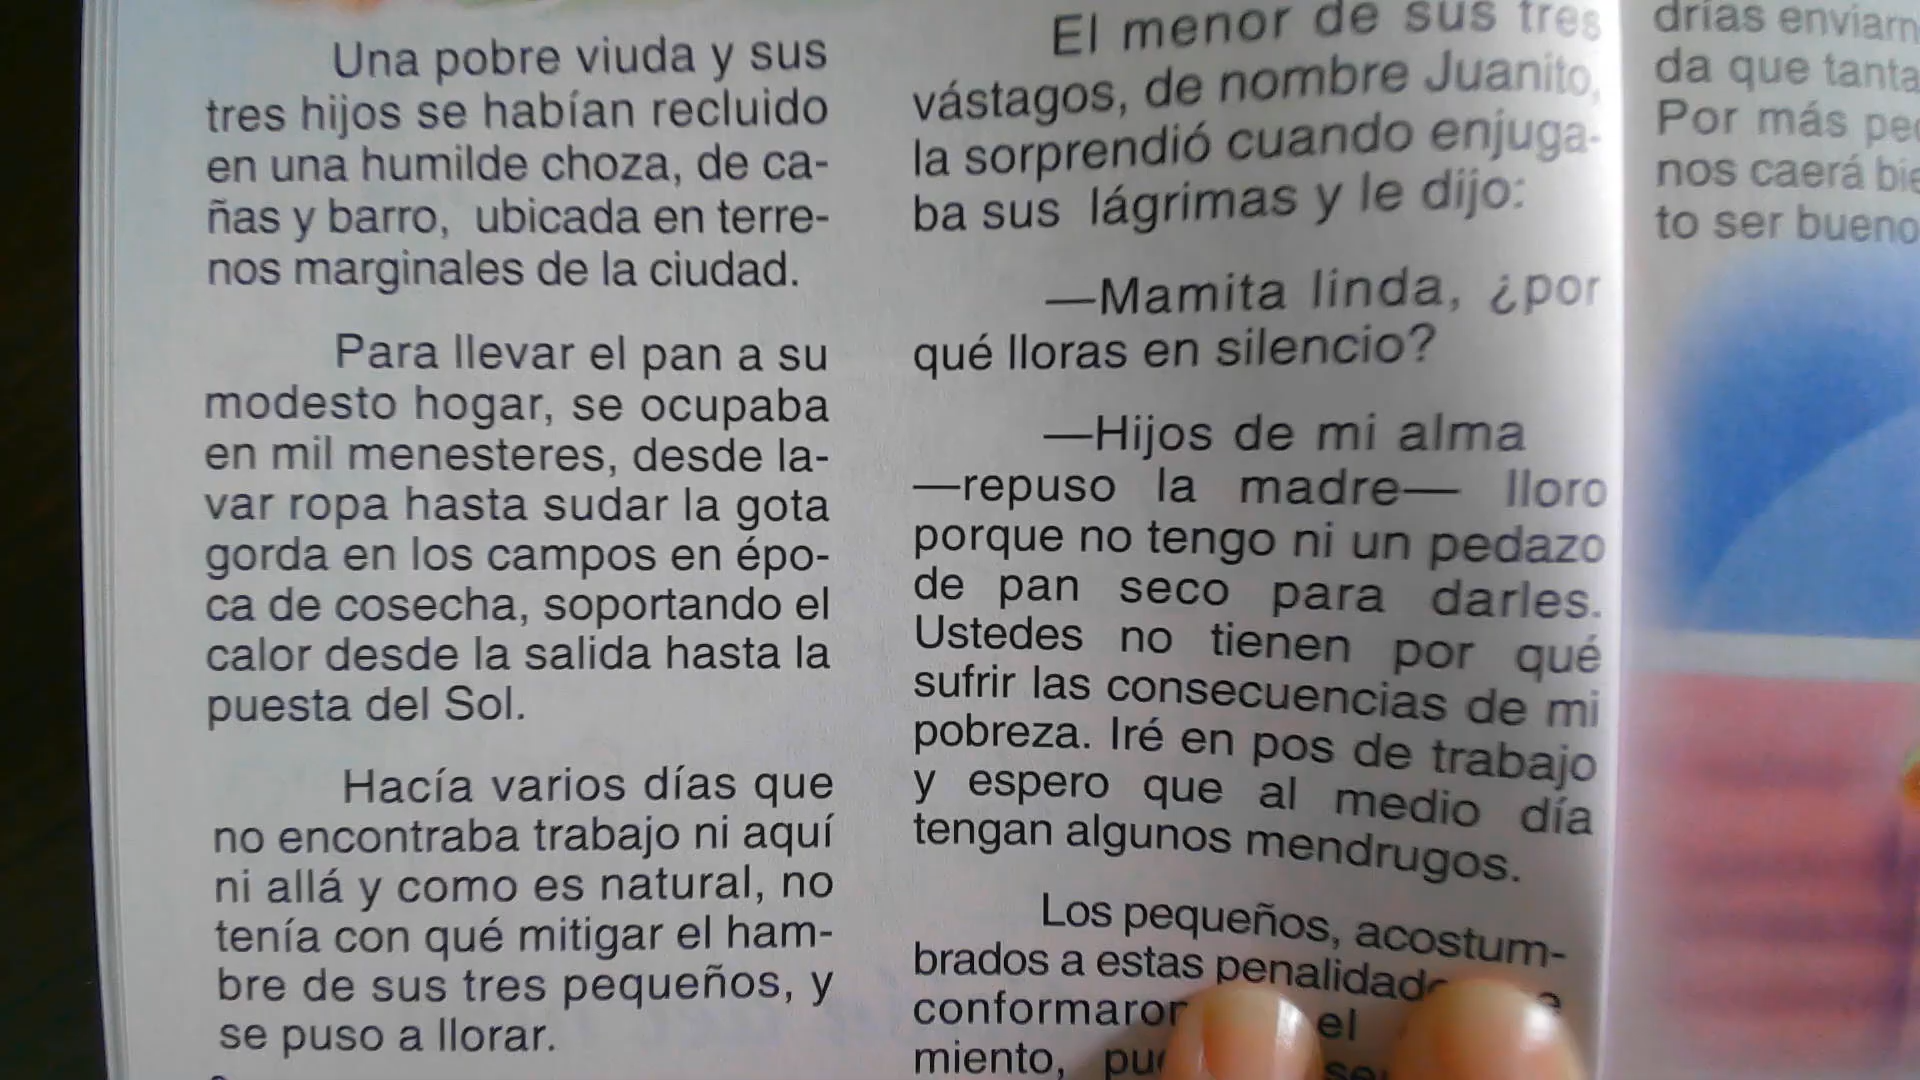 Una pobre viuda y sus
tres hijos se habían recluido
en una humilde choza, de ca-
ñas y barro, ubicada en terre-
nos marginales de la ciudad.
Para llevar el pan a su
modesto hogar, se ocupaba
en mil menesteres, desde la-
var ropa hasta sudar la gota
gorda en los campos en épo-
ca de cosecha, soportando el
calor desde la salida hasta la
puesta del Sol.
Hacía varios días que
no encontraba trabajo ni aquí
ni allá y como es natural, no
tenía con qué mitigar el ham-
bre de sus tres pequeños, y
se puso a llorar.
El menor de sus tres
vástagos, de nombre Juanito,
la sorprendió cuando enjuga-
ba sus lágrimas y le dijo:
—Mamita linda, ¿por
qué lloras en silencio?
—Hijos de mi alma
—repuso la madre— lloro
porque no tengo ni un pedazo
de pan seco para darles.
Ustedes no tienen por qué
sufrir las consecuencias de mi
pobreza. Iré en pos de trabajo
y espero que al medio día
tengan algunos mendrugos.
Los pequeños, acostum-
brados a estas
el
miento,
drías
da que tanta
Por más
nos caerá
to ser bueno